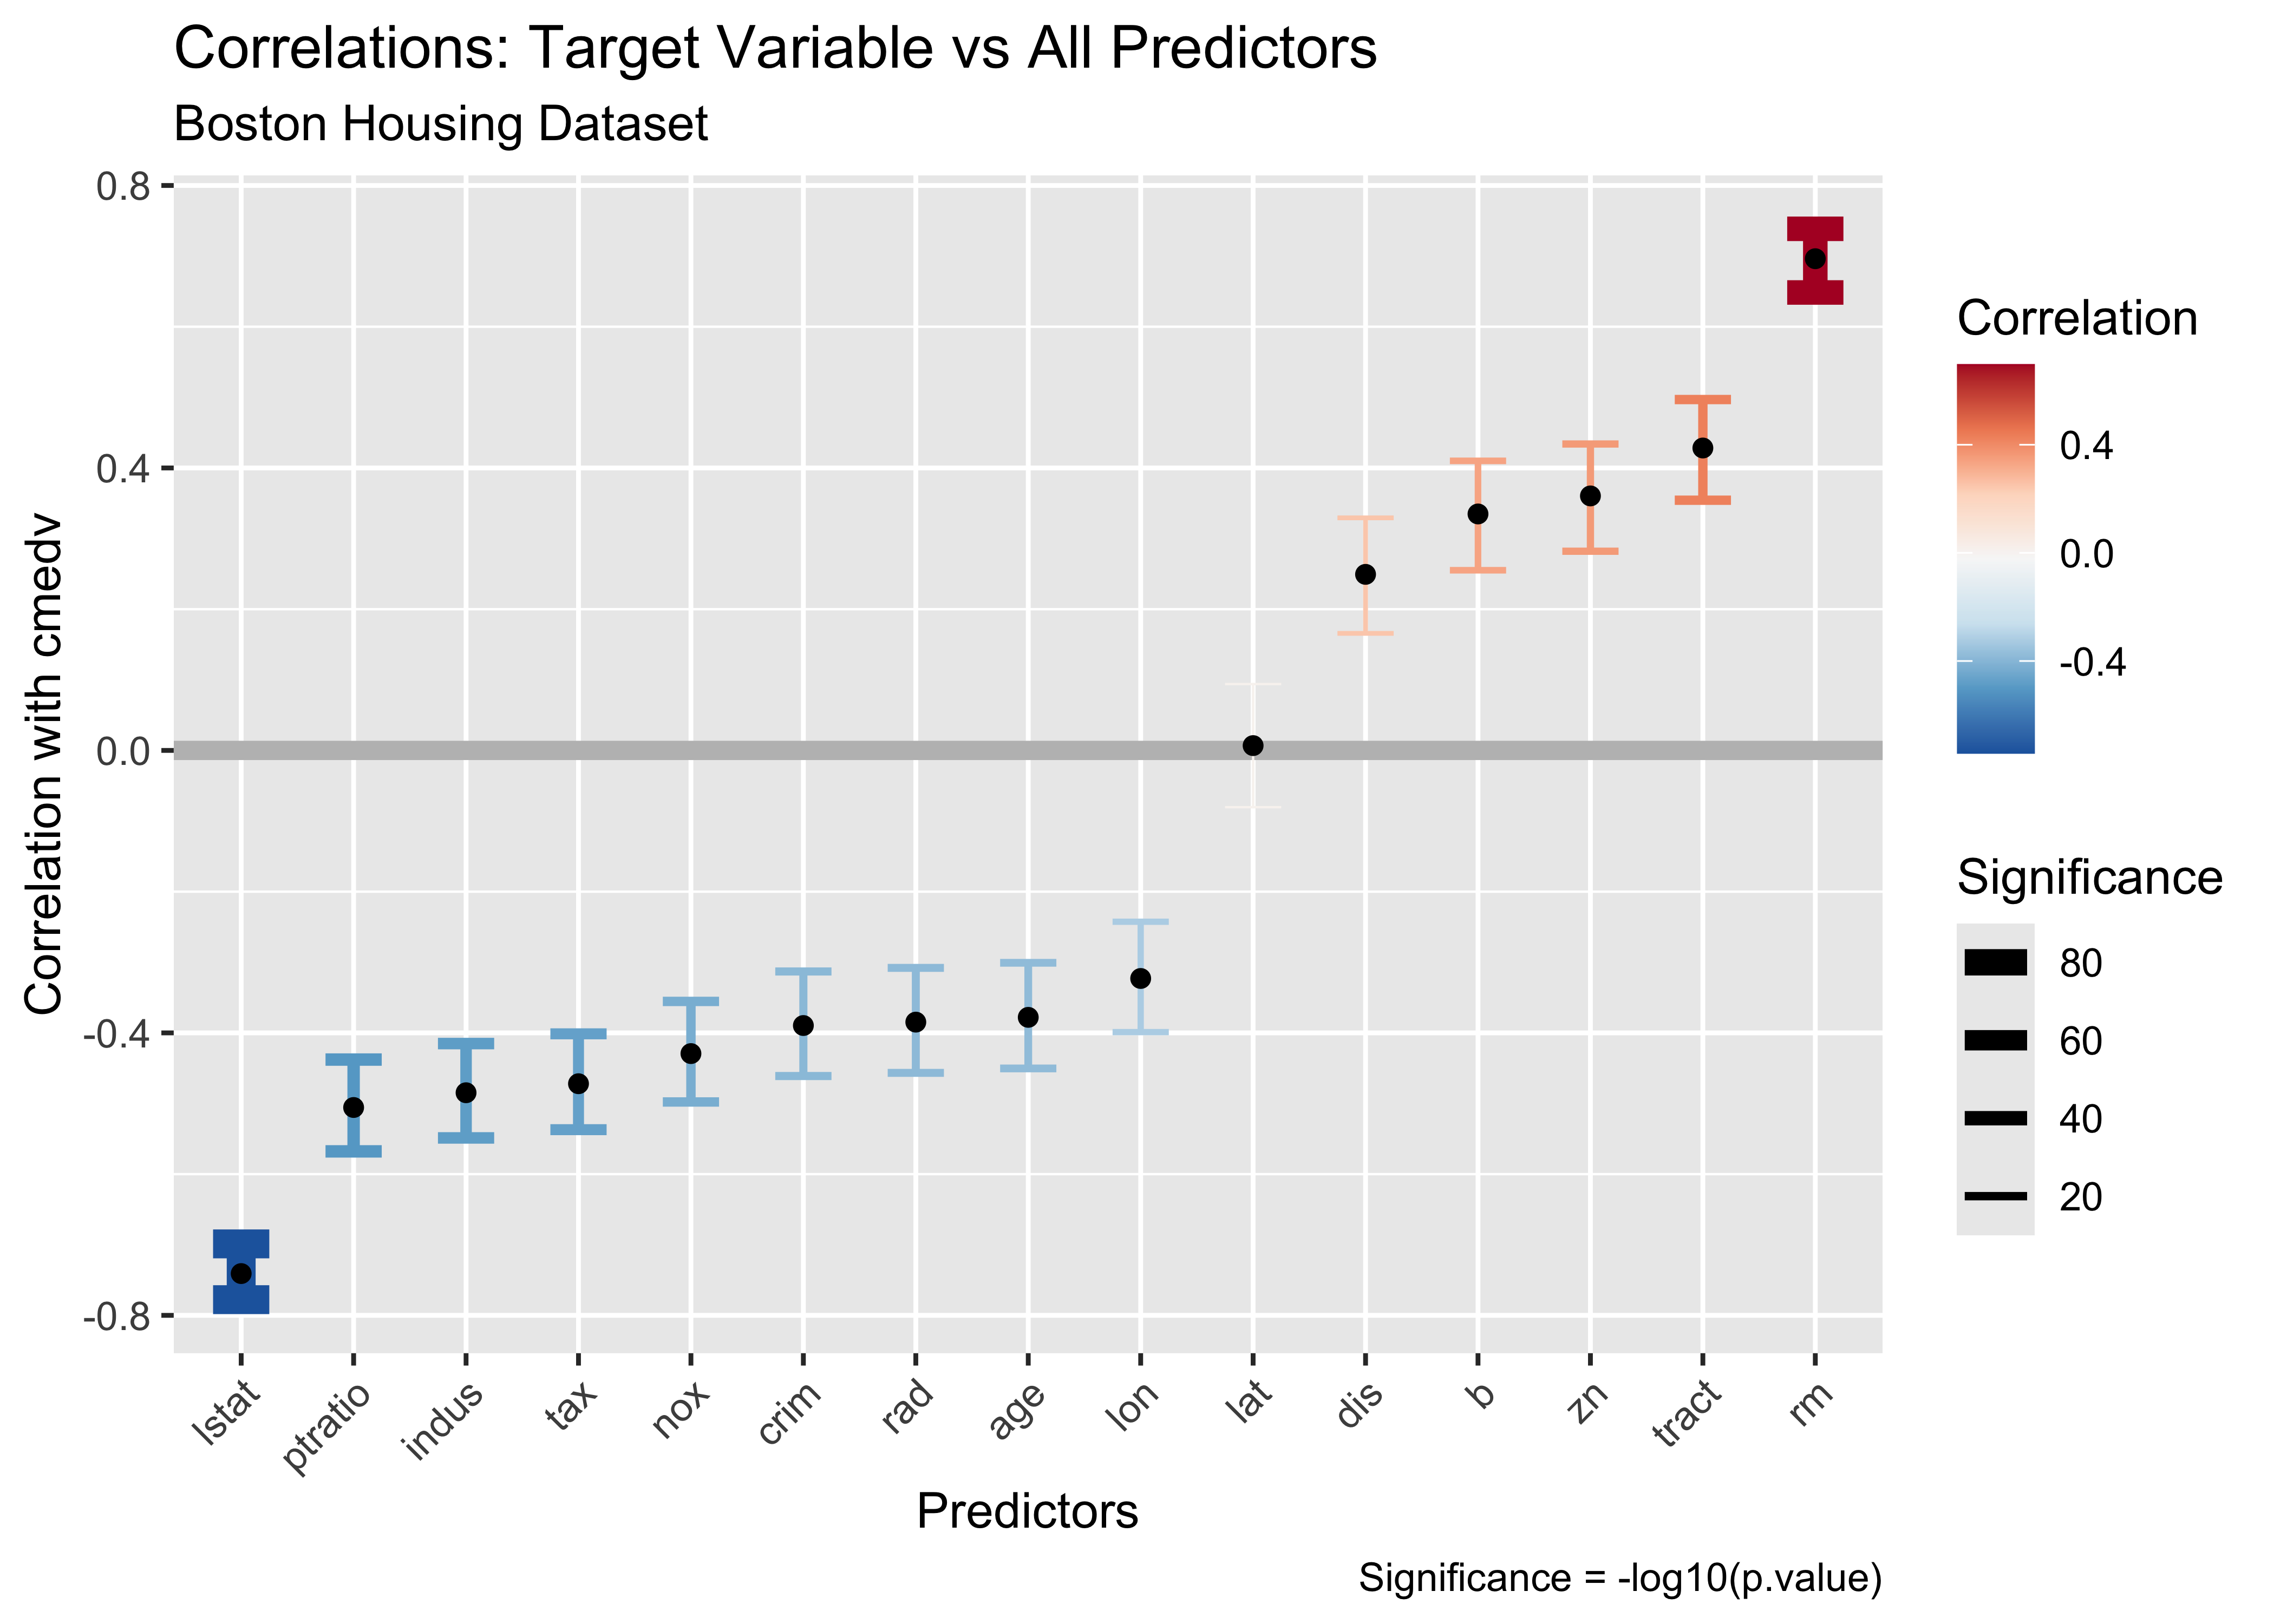 Correlations: Target Variable vs All Predictors
Boston Housing Dataset
Correlation with cmedv
0.8
0.4
0.0
-0.4
-0.8
lstat
ptratio
indus
tax
nox
crim
rad
age
lon
lat
dis
b
zn
tract
rm
Predictors
Correlation
0.4
0.0
-0.4
Significance
80
60
40
20
Significance = -log10(p.value)